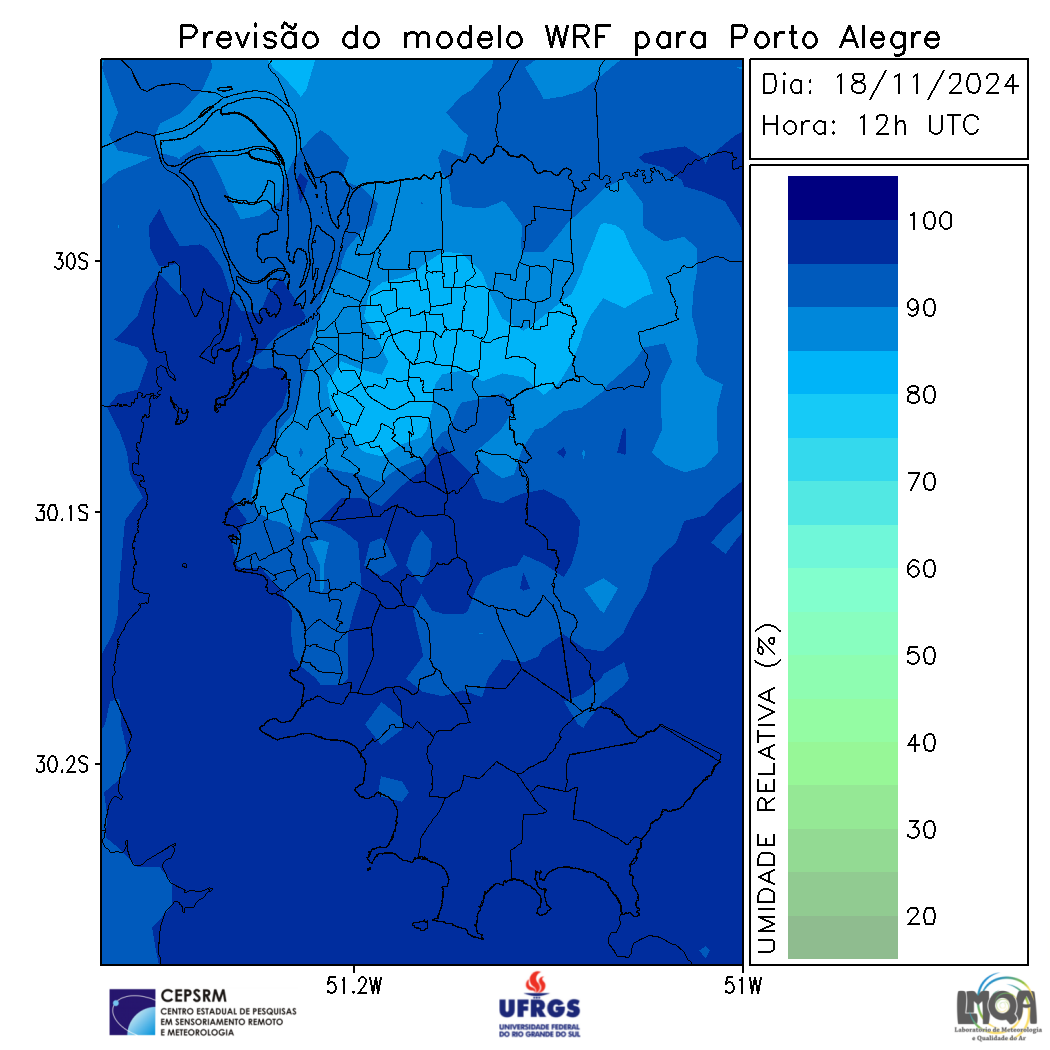 Previsão do modelo WRF para Porto Alegre
Dia: 18/11/2024
Hora: 12h UTC
30S
30.1S
30.2S
51.2W
51W
UMIDADE RELATIVA (%)
100
90
80
70
60
50
40
30
20
CEPSRM
CENTRO ESTADUAL DE PESQUISAS
EM SENSORIAMENTO REMOTO
E METEOROLOGIA
UFRGS
UNIVERSIDADE FEDERAL
DO RIO GRANDE DO SUL
LMQA
Laboratório de Meteorologia
e Qualidade do Ar